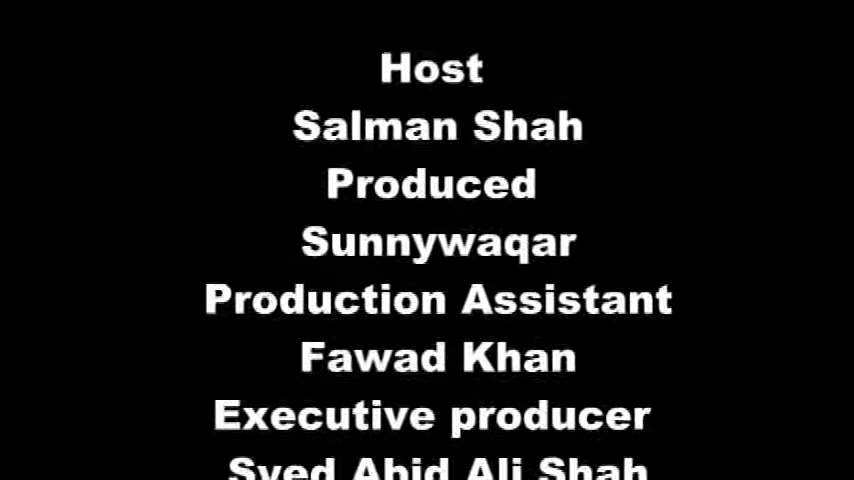 Host
Salman Shah
Produced
Sunnywaqar
Production Assistant
Fawad Khan
Executive producer
Syed Abid Ali Shah